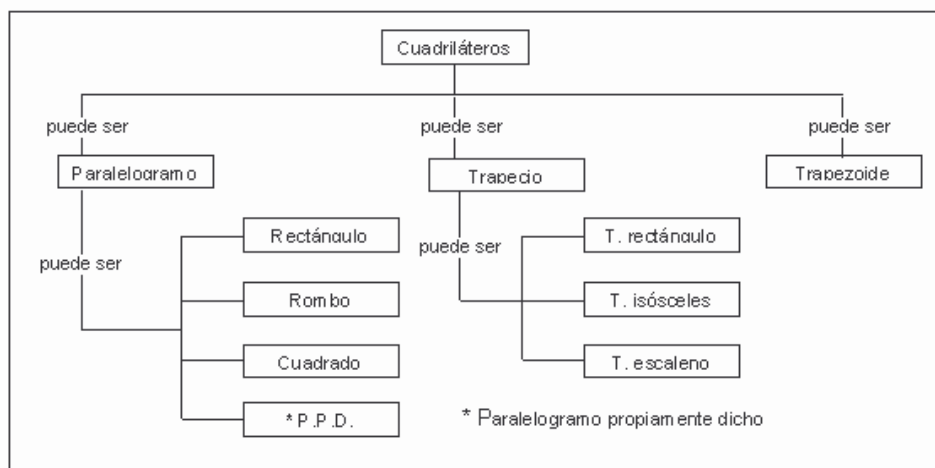 Cuadriláteros
puede ser
puede ser
puede ser
Paralelogramo
Trapecio
Trapezoide
puede ser
Rectángulo
Rombo
Cuadrado
* P.P.D.
puede ser
T. rectángulo
T. isósceles
T. escaleno
* Paralelogramo propiamente dicho